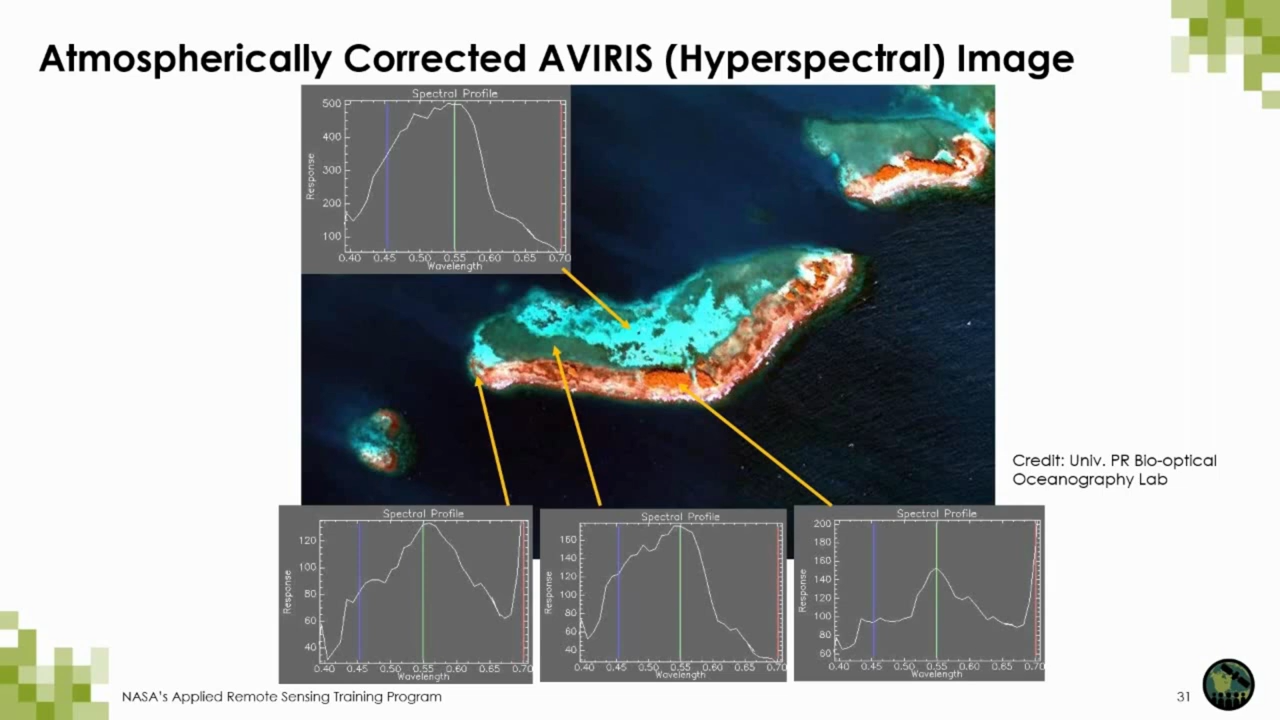 Atmospherically Corrected AVIRIS (Hyperspectral) Image
Spectral Profile
500
400
300
200
100
Response
0.40 0.45 0.50 0.55 0.60 0.65 0.70
Wavelength
Credit: Univ. PR Bio-optical
Oceanography Lab
Spectral Profile
120
100
80
60
40
Response
0.40 0.45 0.50 0.55 0.60 0.65 0.70
Wavelength
Spectral Profile
160
140
120
100
80
60
40
Response
0.40 0.45 0.50 0.55 0.60 0.65 0.70
Wavelength
Spectral Profile
200
180
160
140
120
100
80
60
Response
0.40 0.45 0.50 0.55 0.60 0.65 0.70
Wavelength
NASA's Applied Remote Sensing Training Program
31